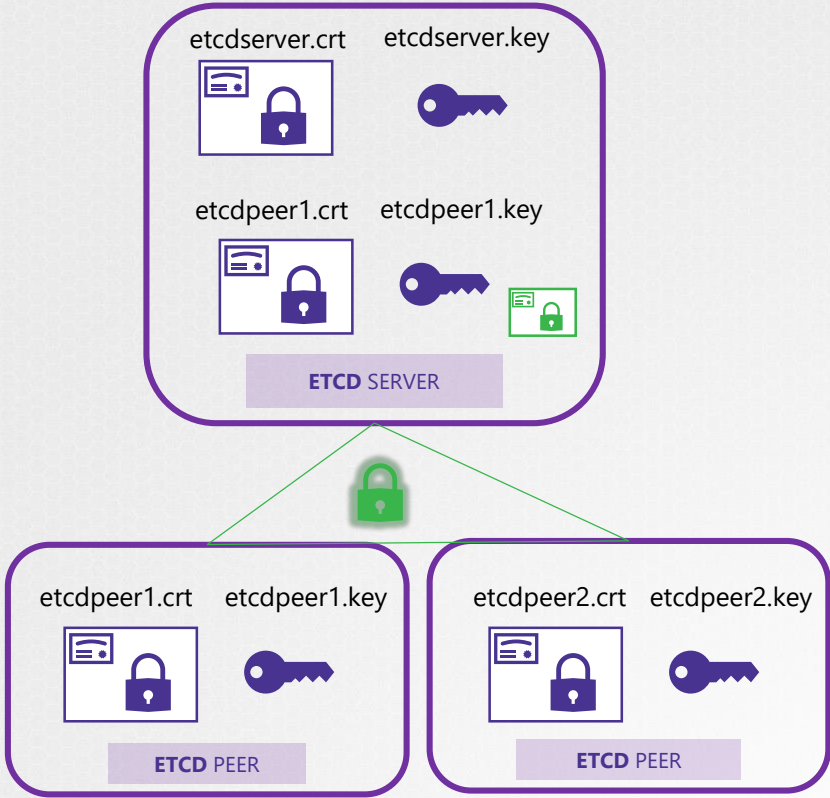 etcdserver.crt etcdserver.key
etcdpeer1.crt etcdpeer1.key
ETCD SERVER
etcdpeer1.crt etcdpeer1.key
etcdpeer2.crt etcdpeer2.key
ETCD PEER
ETCD PEER